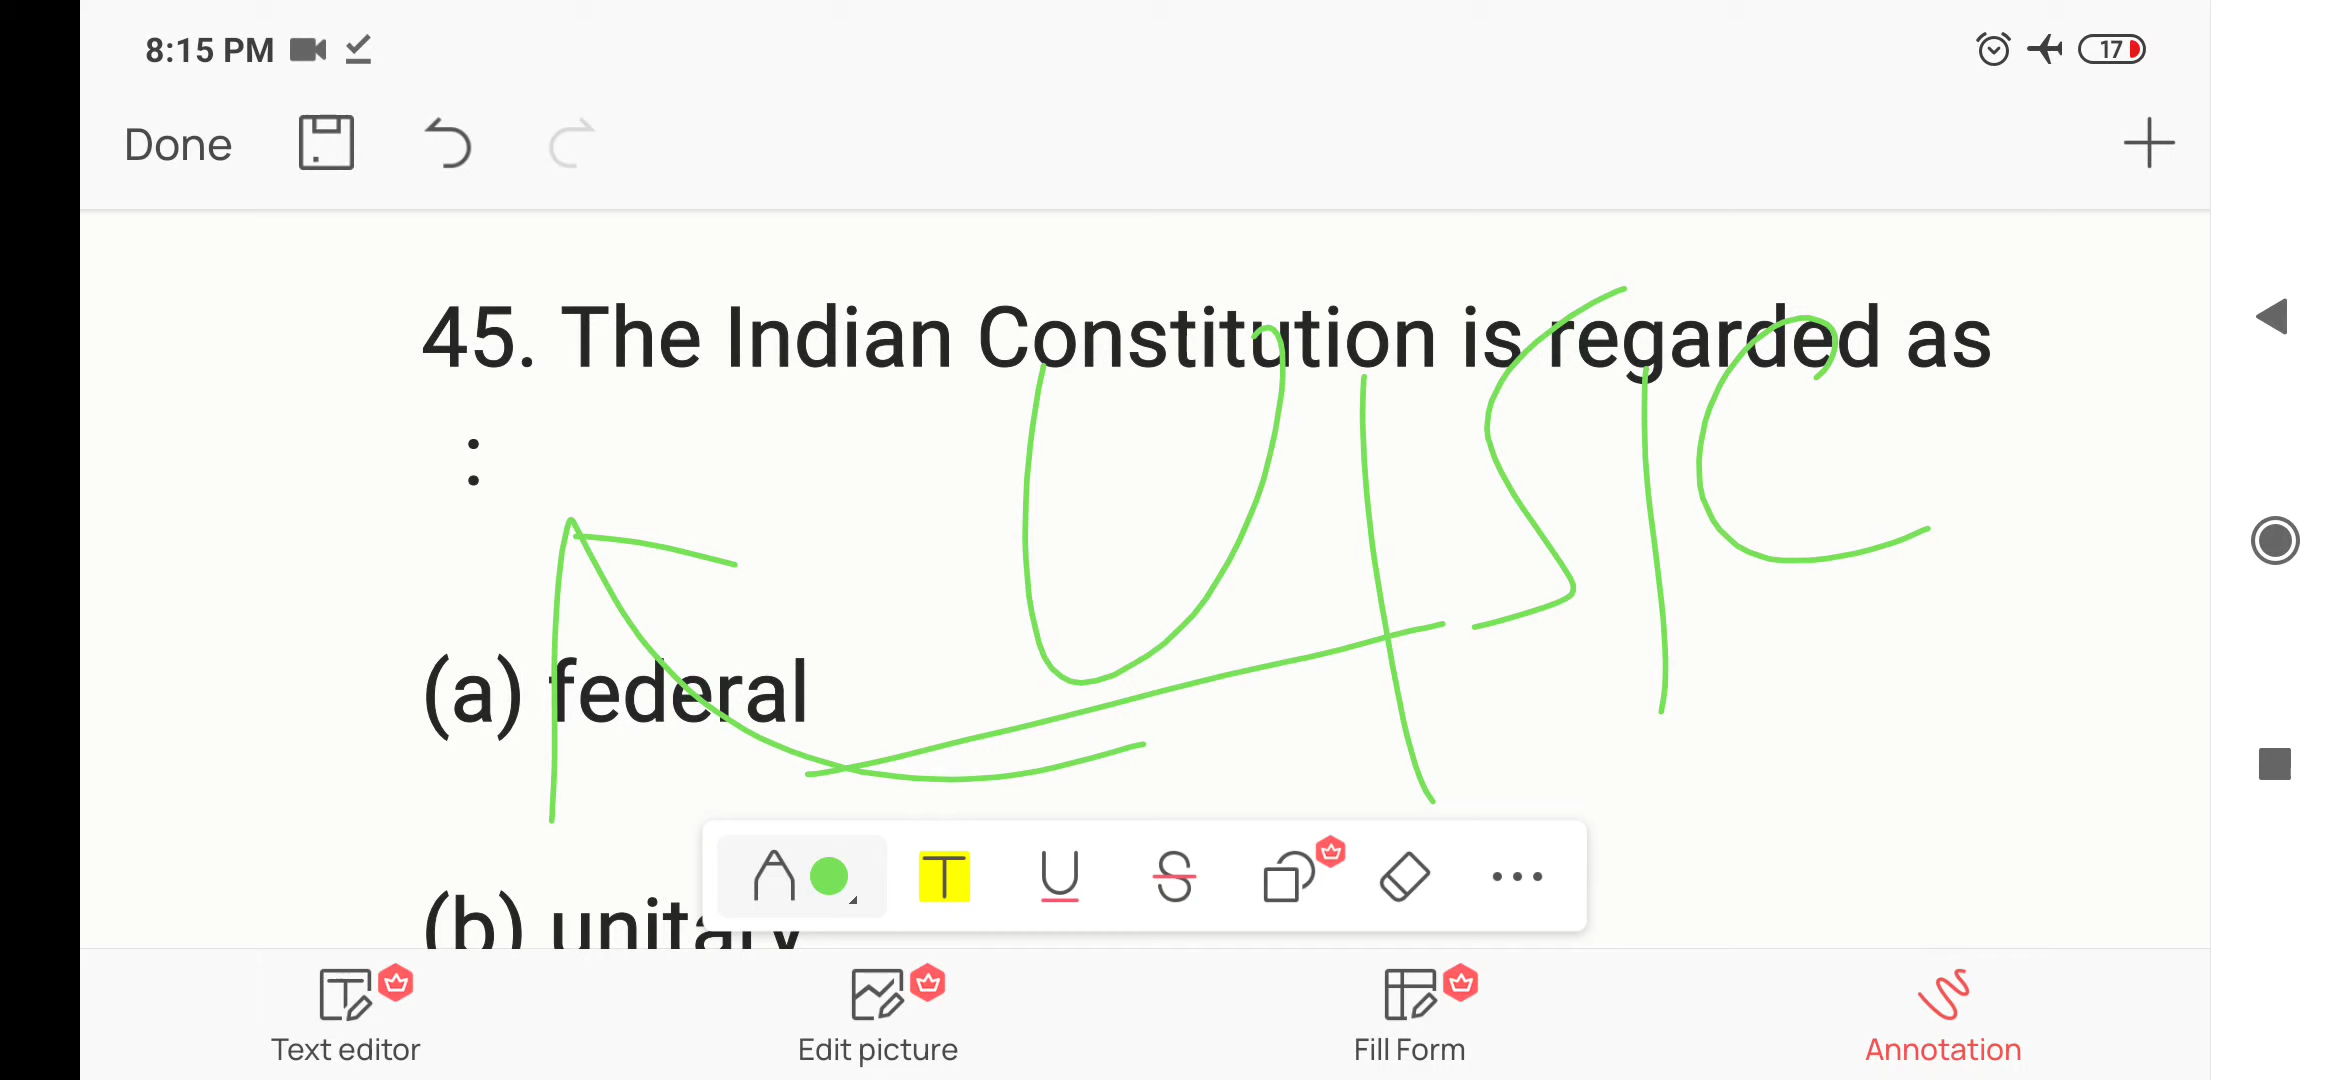 8:15 PM
17
Done
45. The Indian Constitution is regarded as
:
UPSC
(a) federal
(b) unitary
T
U
S
Text editor
Edit picture
Fill Form
Annotation